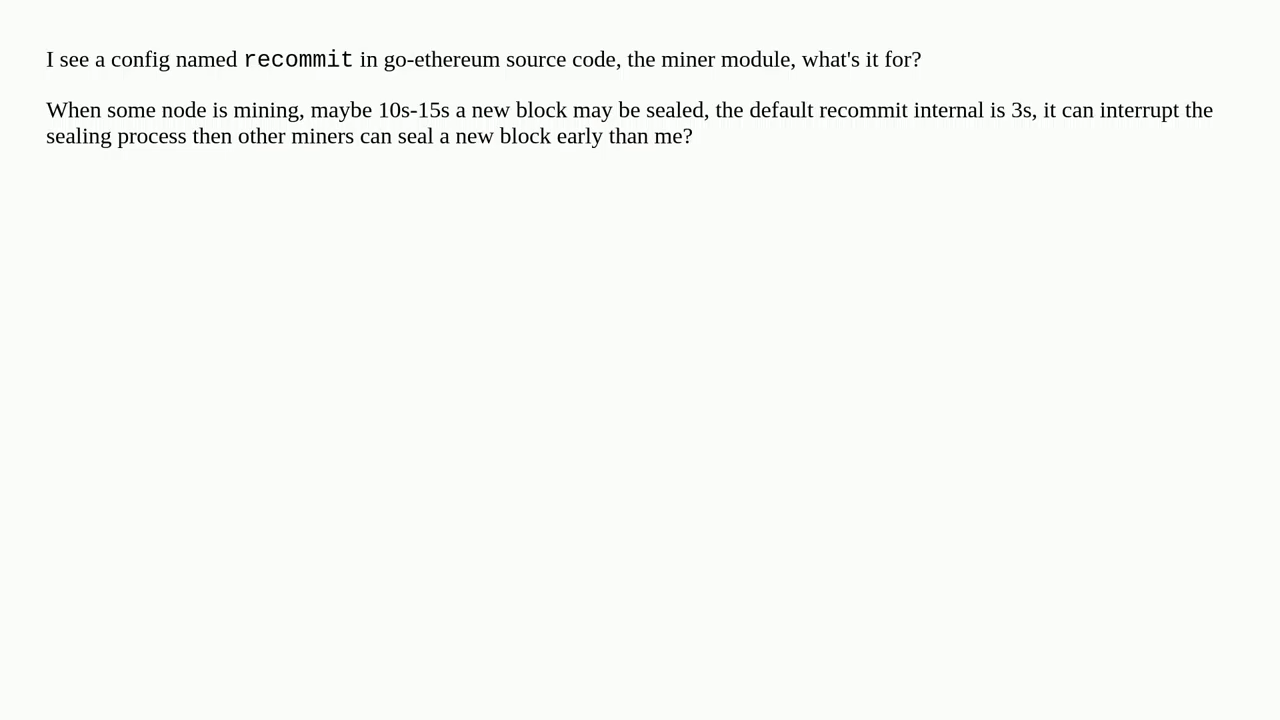 I see a config named recommit in go-ethereum source code, the miner module, what's it for?
When some node is mining, maybe 10s-15s a new block may be sealed, the default recommit internal is 3s, it can interrupt the
sealing process then other miners can seal a new block early than me?